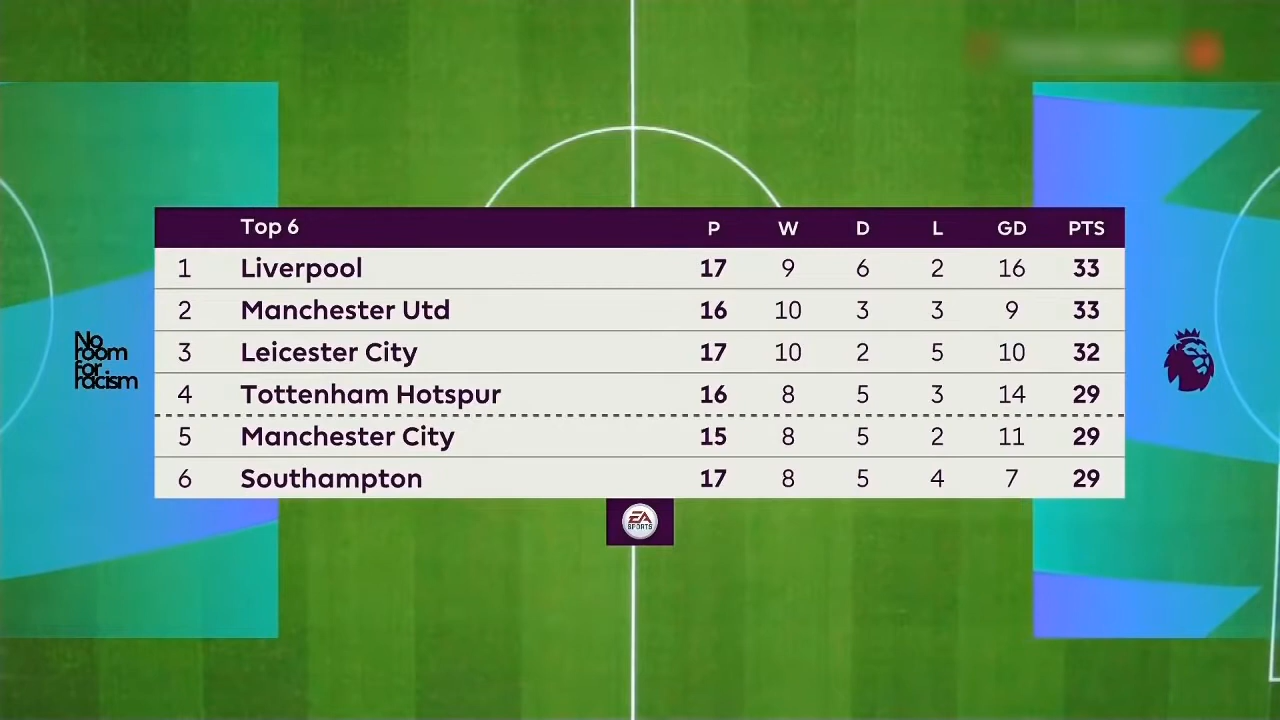 Top 6 P W D L GD PTS
1 Liverpool 17 9 6 2 16 33
2 Manchester Utd 16 10 3 3 9 33
3 Leicester City 17 10 2 5 10 32
4 Tottenham Hotspur 16 8 5 3 14 29
5 Manchester City 15 8 5 2 11 29
6 Southampton 17 8 5 4 7 29
No
room
for
racism
EA
SPORTS